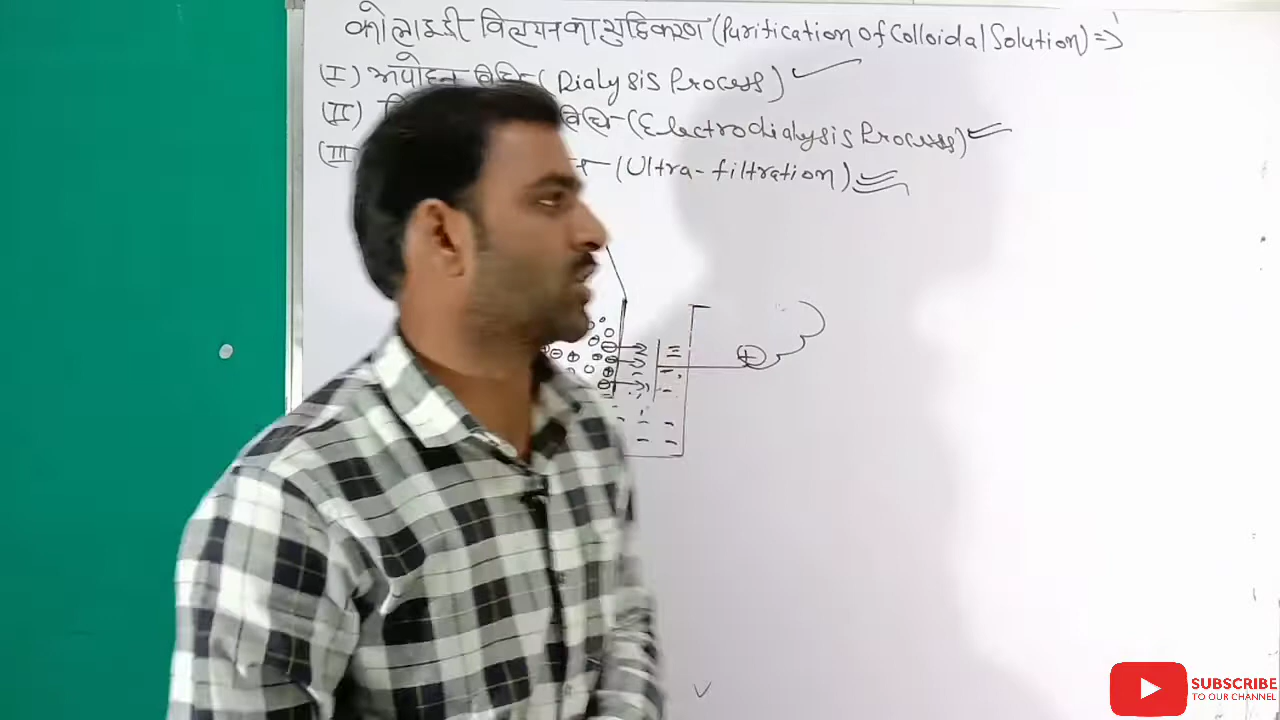 कोलाइडी विलयन का शुद्धिकरण (Purification of Colloidal Solution) =>
(I) अपोहन विधि - (Dialysis Process)
(II) विधि - (Electrodialysis Process)
(III) - (Ultra-filtration)
SUBSCRIBE
TO OUR CHANNEL